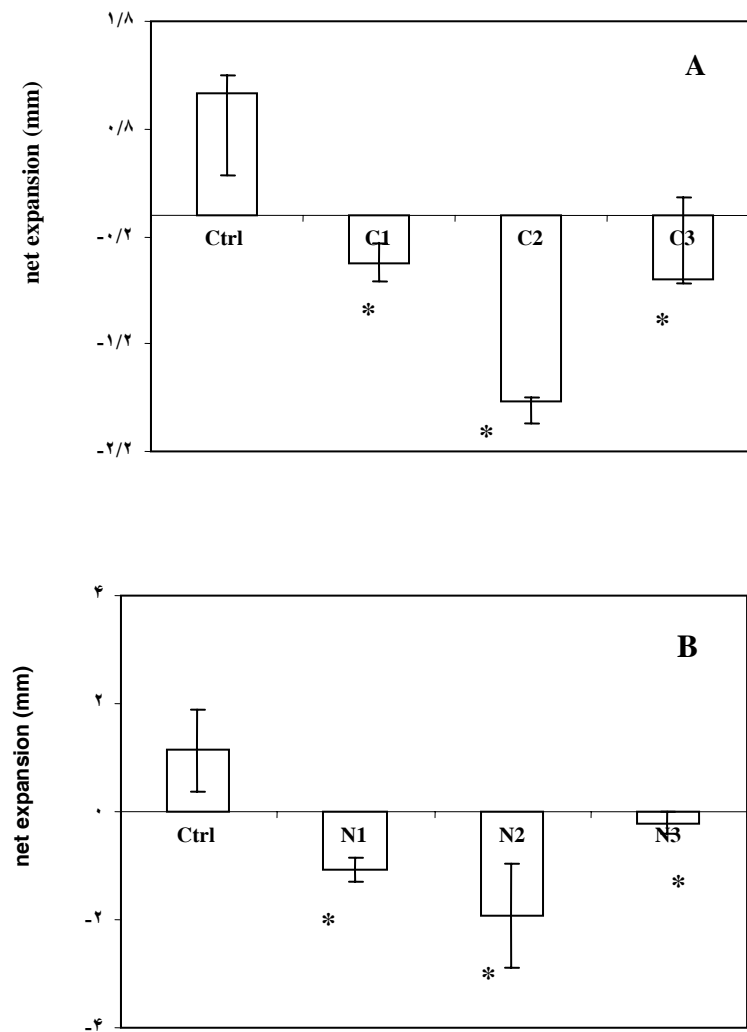 ۱/۸
A
۰/۸
net expansion (mm)
-۰/۲
Ctrl C1 C2 C3
* *
-۱/۲
*
-۲/۲
۴
B
۲
net expansion (mm)
۰
Ctrl N1 N2 N3
*
-۲ *
*
-۴